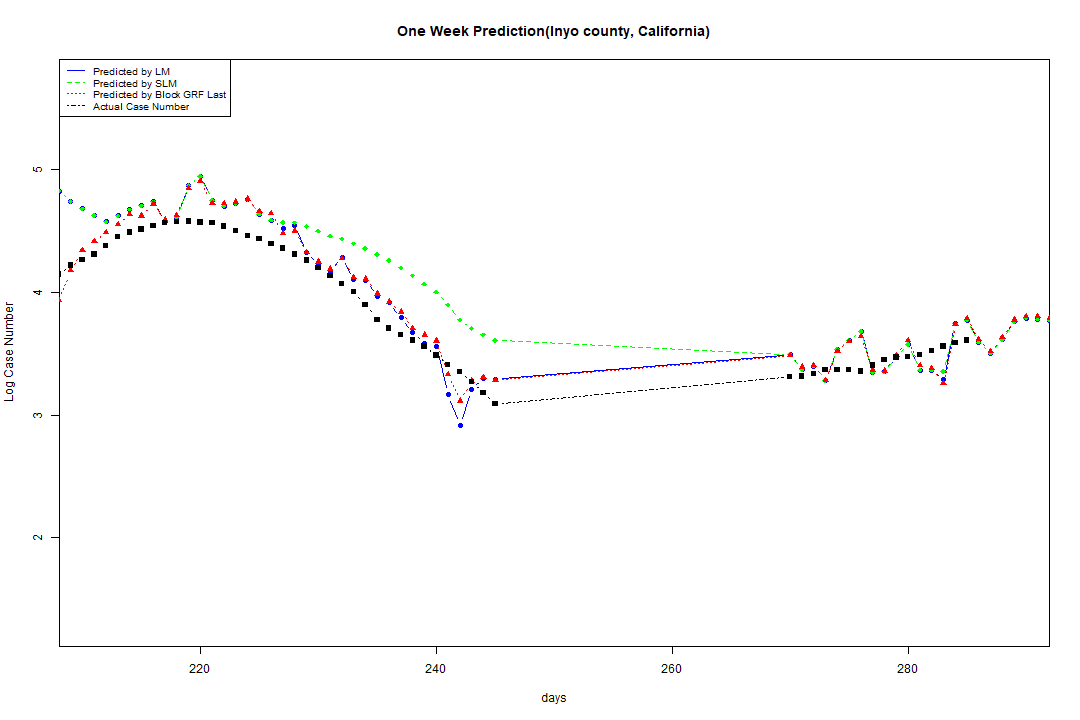 One Week Prediction(Inyo county, California)
Predicted by LM
Predicted by SLM
Predicted by Block GRF Last
Actual Case Number
5
4
3
2
Log Case Number
220 240 260 280
days